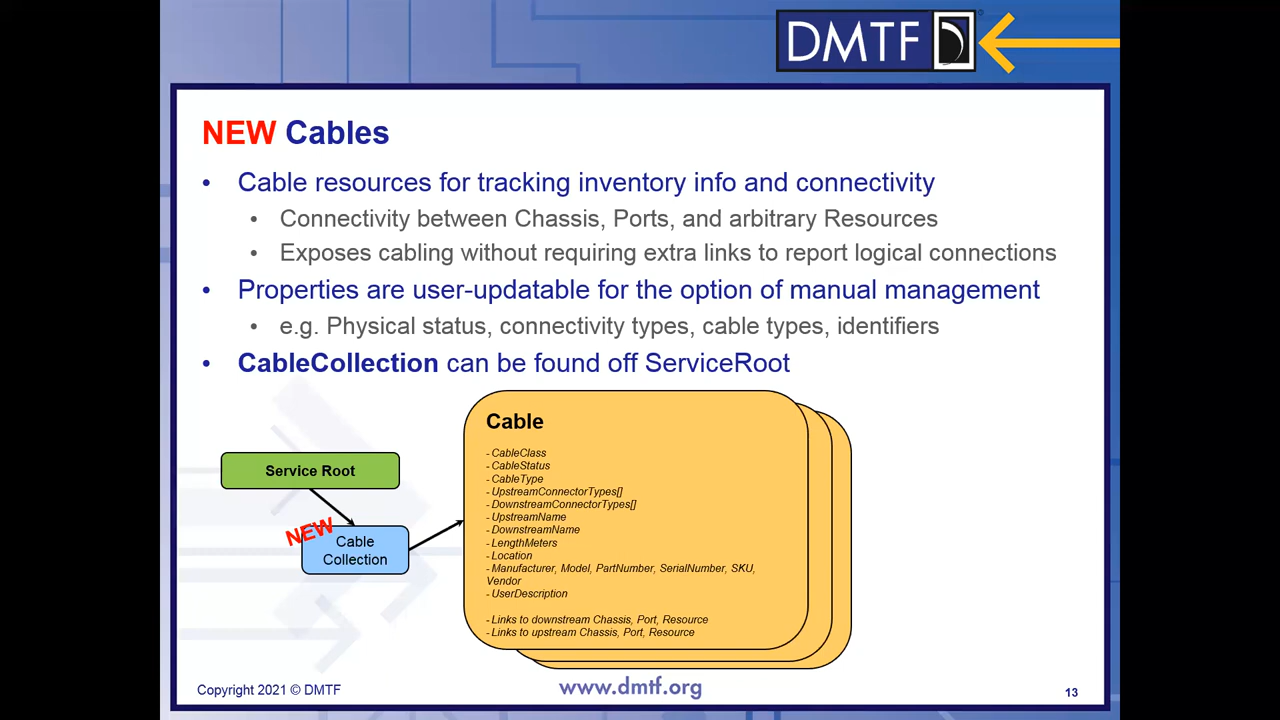 DMTF
NEW Cables
• Cable resources for tracking inventory info and connectivity
• Connectivity between Chassis, Ports, and arbitrary Resources
• Exposes cabling without requiring extra links to report logical connections
• Properties are user-updatable for the option of manual management
• e.g. Physical status, connectivity types, cable types, identifiers
• CableCollection can be found off ServiceRoot
Service Root
NEW
Cable
Collection
Cable
- CableClass
- CableStatus
- CableType
- UpstreamConnectorTypes[]
- DownstreamConnectorTypes[]
- UpstreamName
- DownstreamName
- LengthMeters
- Location
- Manufacturer, Model, PartNumber, SerialNumber, SKU,
Vendor
- UserDescription
- Links to downstream Chassis, Port, Resource
- Links to upstream Chassis, Port, Resource
Copyright 2021 © DMTF
www.dmtf.org
13